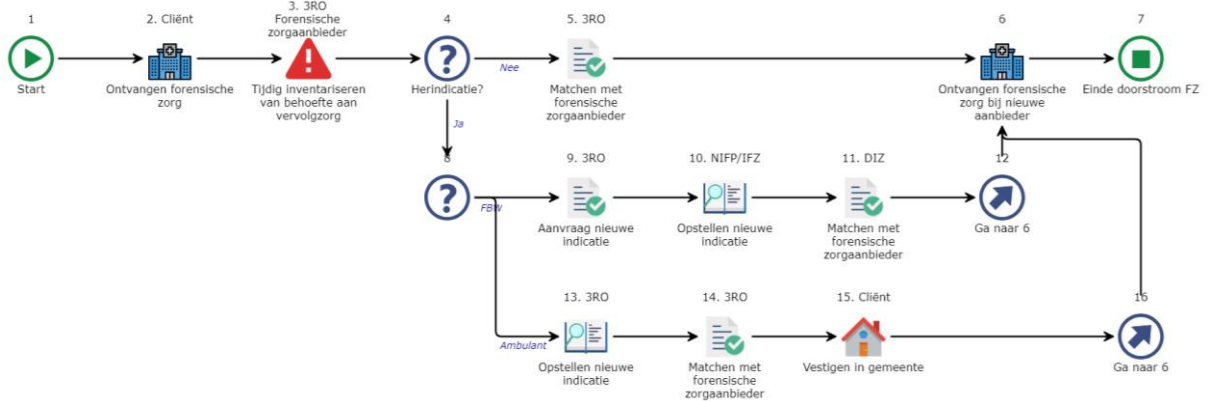 1
2. Cliënt
3. 3RO
Forensische
zorgaanbieder
4
5. 3RO
6
7
Start
Ontvangen forensische
zorg
Tijdig inventariseren
van behoefte aan
vervolgzorg
Herindicatie?
Nee
Matchen met
forensische
zorgaanbieder
Ontvangen forensische
zorg bij nieuwe
aanbieder
Einde doorstroom FZ
Ja
8
9. 3RO
10. NIFP/IFZ
11. DIZ
12
FBW
Aanvraag nieuwe
indicatie
Opstellen nieuwe
indicatie
Matchen met
forensische
zorgaanbieder
Ga naar 6
13. 3RO
14. 3RO
15. Cliënt
16
Ambulant
Opstellen nieuwe
indicatie
Matchen met
forensische
zorgaanbieder
Vestigen in gemeente
Ga naar 6